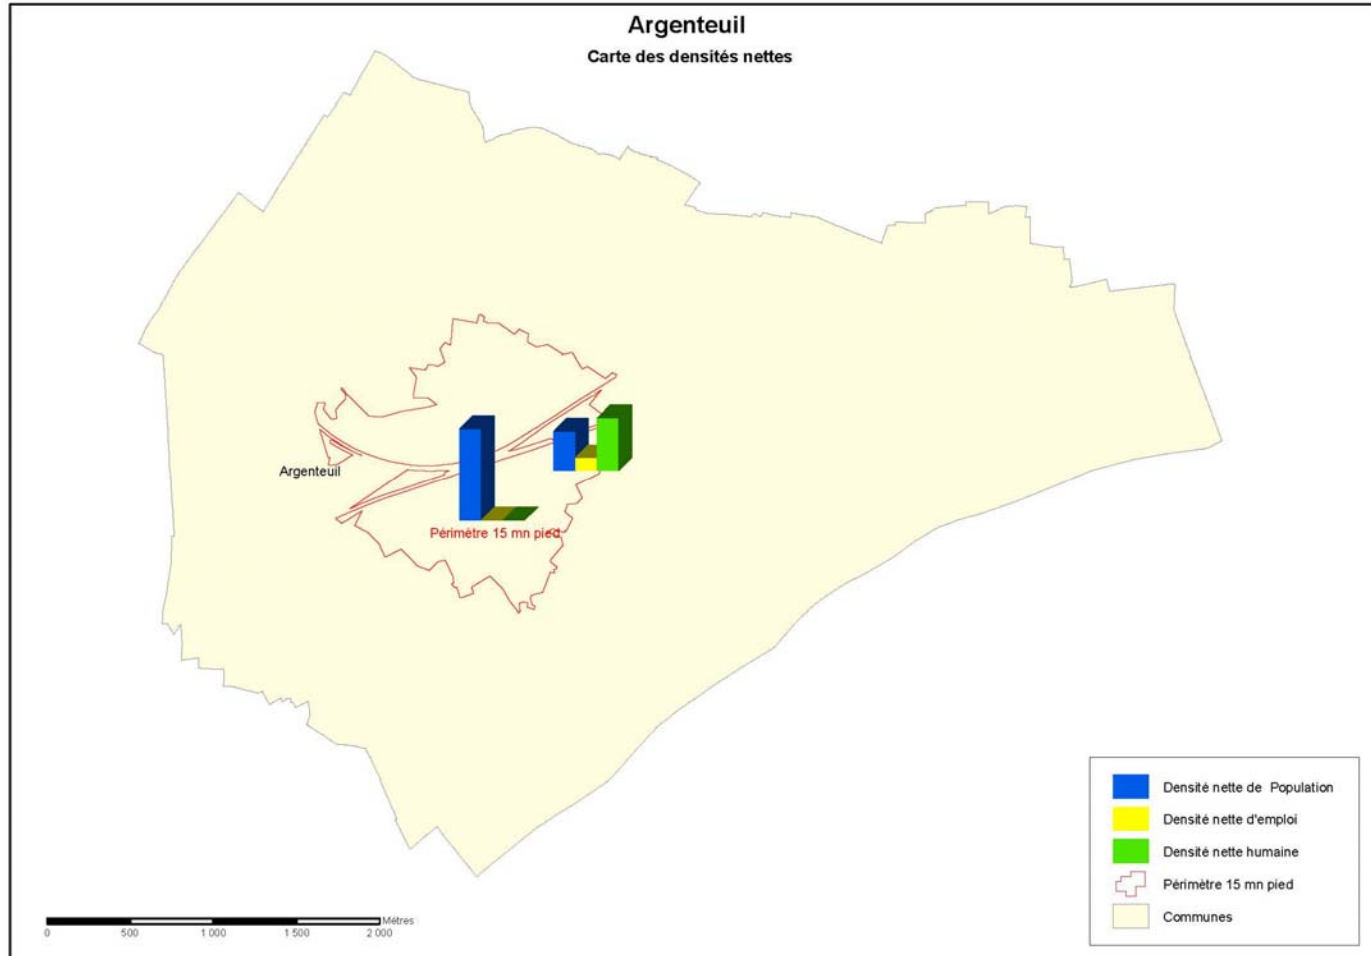 Argenteuil
Carte des densités nettes
Argenteuil
Périmètre 15 mn pied
Densité nette de Population
Densité nette d'emploi
Densité nette humaine
Périmètre 15 mn pied
Communes
Mètres
0 500 1 000 1 500 2 000